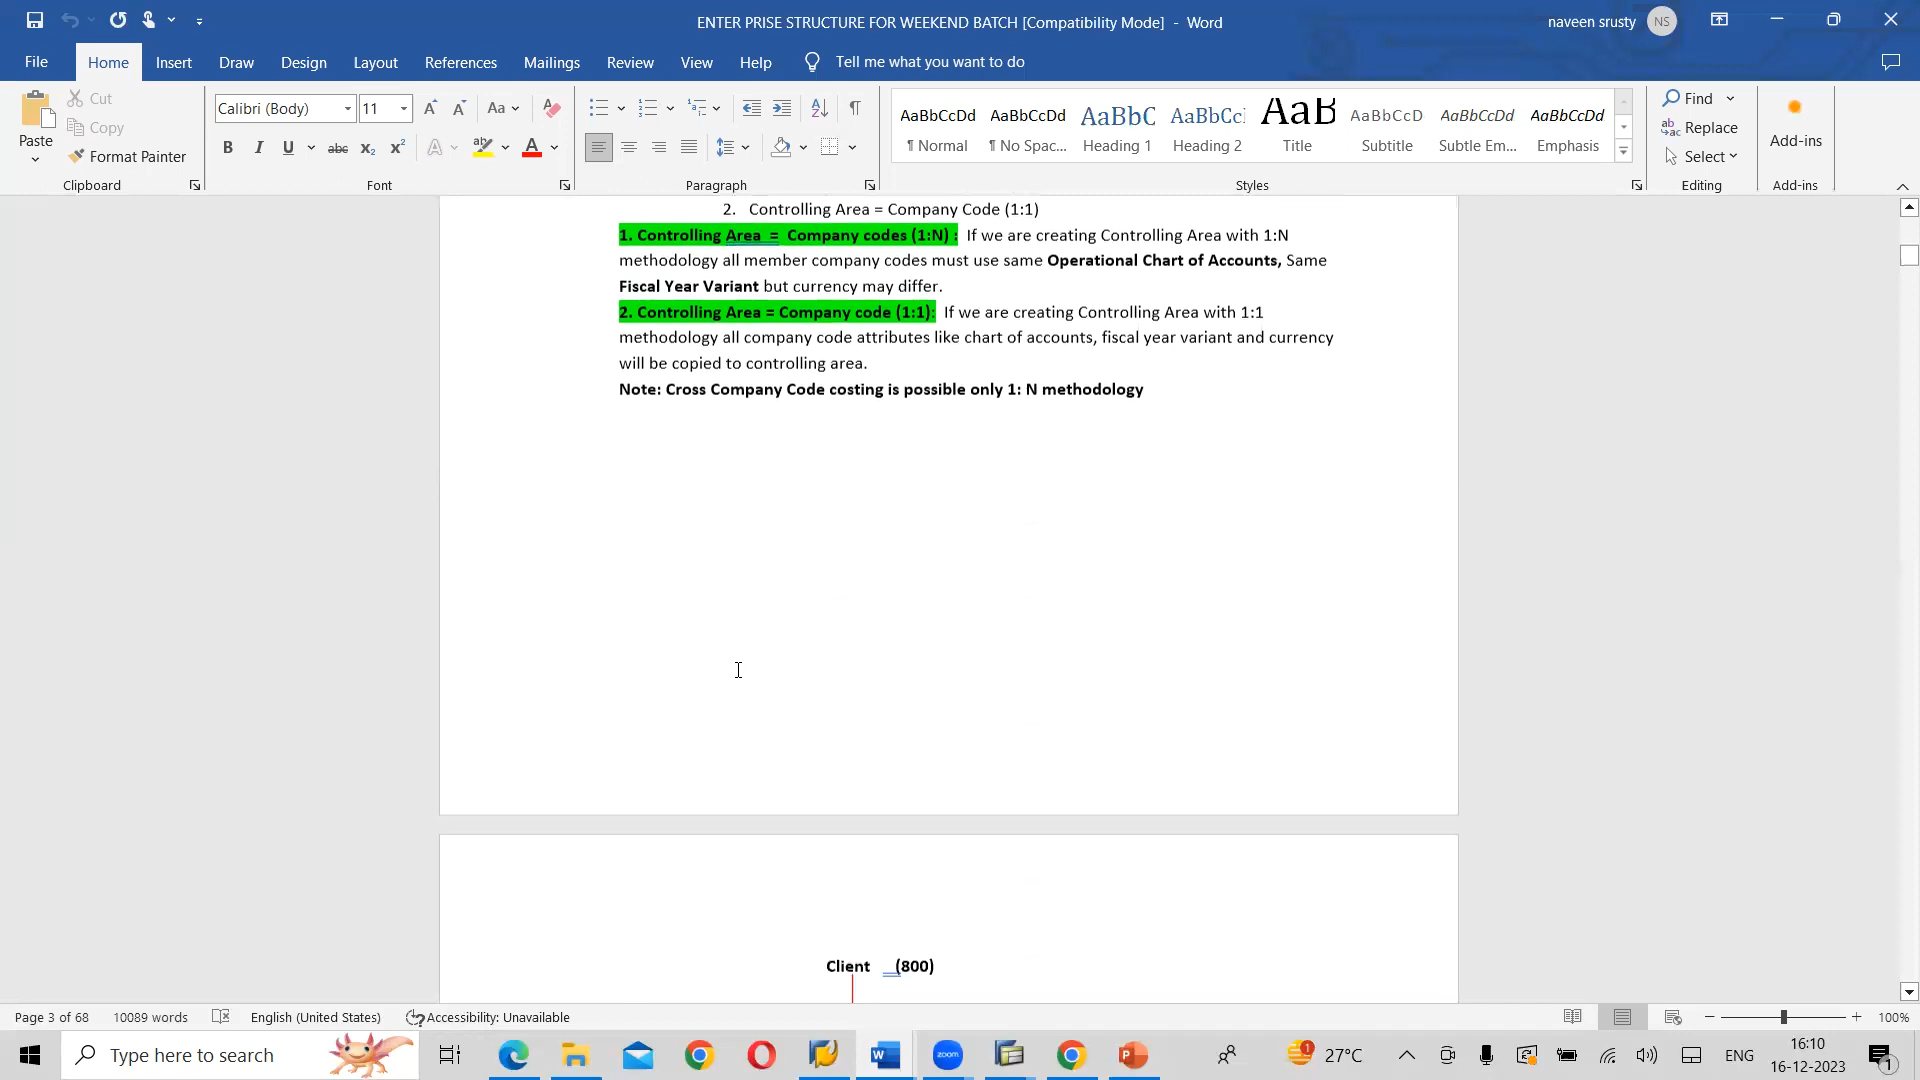 ENTER PRISE STRUCTURE FOR WEEKEND BATCH [Compatibility Mode] - Word
naveen srusty NS
File Home Insert Draw Design Layout References Mailings Review View Help Tell me what you want to do
Paste
Cut
Copy
Format Painter
Clipboard
Calibri (Body) 11
Font
Paragraph
AaBbCcDd AaBbCcDd AaBbC AaBbCc AaB AaBbCcD AaBbCcDd AaBbCcDd
¶ Normal ¶ No Spac... Heading 1 Heading 2 Title Subtitle Subtle Em... Emphasis
Styles
Find
Replace
Select
Editing
Add-ins
Add-ins
2. Controlling Area = Company Code (1:1)
1. Controlling Area = Company codes (1:N) : If we are creating Controlling Area with 1:N
methodology all member company codes must use same Operational Chart of Accounts, Same
Fiscal Year Variant but currency may differ.
2. Controlling Area = Company code (1:1): If we are creating Controlling Area with 1:1
methodology all company code attributes like chart of accounts, fiscal year variant and currency
will be copied to controlling area.
Note: Cross Company Code costing is possible only 1: N methodology
Client (800)
Page 3 of 68 10089 words English (United States) Accessibility: Unavailable 100%
Type here to search
27°C
ENG
16:10
16-12-2023